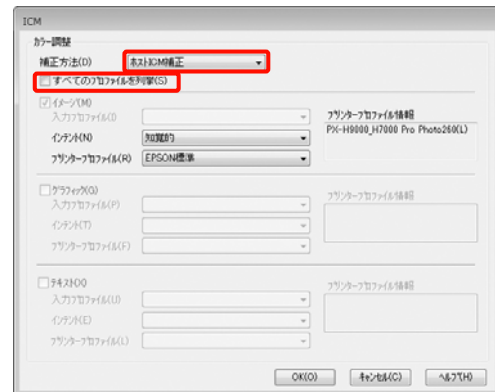 ICM
カラー調整
補正方法(D) ホストICM補正
すべてのプロファイルを列挙(S)
イメージ(M)
入力プロファイル(I)
インテント(N) 知覚的
プリンタープロファイル(R) EPSON標準
プリンタープロファイル情報
PX-H9000_H7000 Pro Photo260(L)
グラフィック(G)
入力プロファイル(P)
インテント(T)
プリンタープロファイル(F)
プリンタープロファイル情報
テキスト(X)
入力プロファイル(U)
インテント(E)
プリンタープロファイル(L)
プリンタープロファイル情報
OK(O) キャンセル(C) ヘルプ(H)